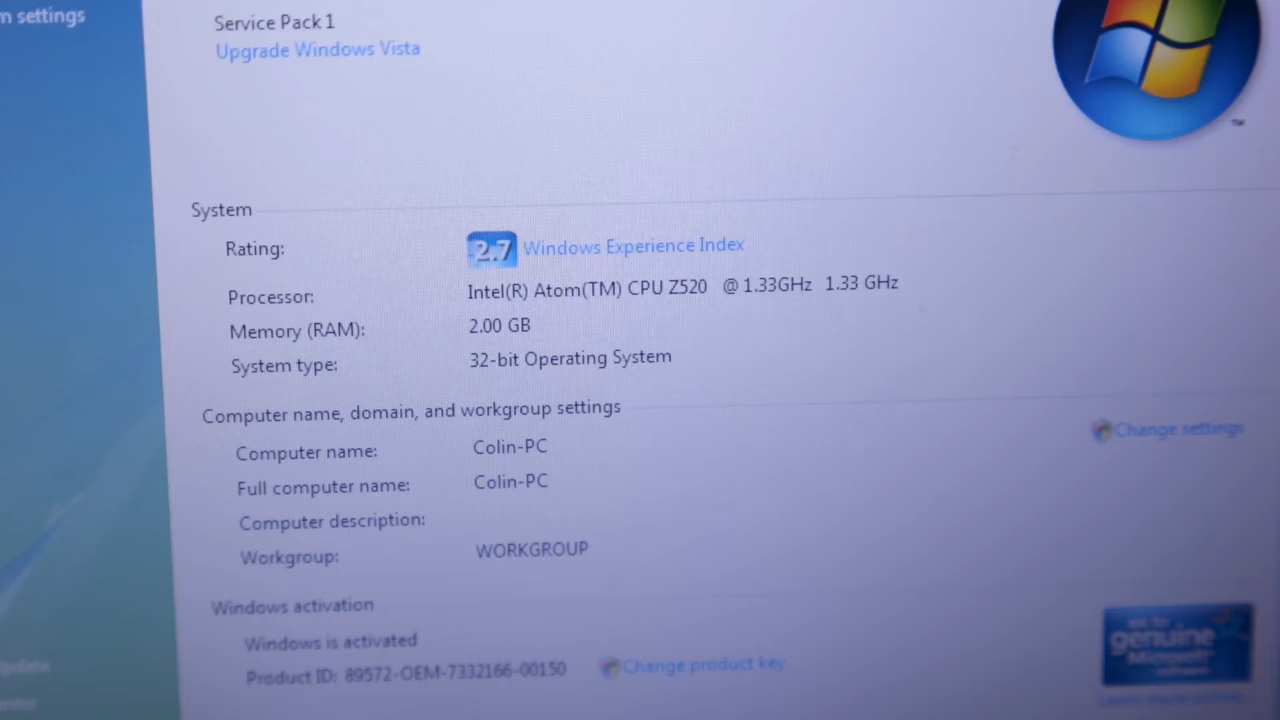 m settings
Service Pack 1
Upgrade Windows Vista
TM
System
Rating: 2.7 Windows Experience Index
Processor: Intel(R) Atom(TM) CPU Z520 @ 1.33GHz 1.33 GHz
Memory (RAM): 2.00 GB
System type: 32-bit Operating System
Computer name, domain, and workgroup settings
Computer name: Colin-PC Change settings
Full computer name: Colin-PC
Computer description:
Workgroup: WORKGROUP
Windows activation
Windows is activated
Product ID: 89572-OEM-7332166-00150 Change product key
genuine
Microsoft
software